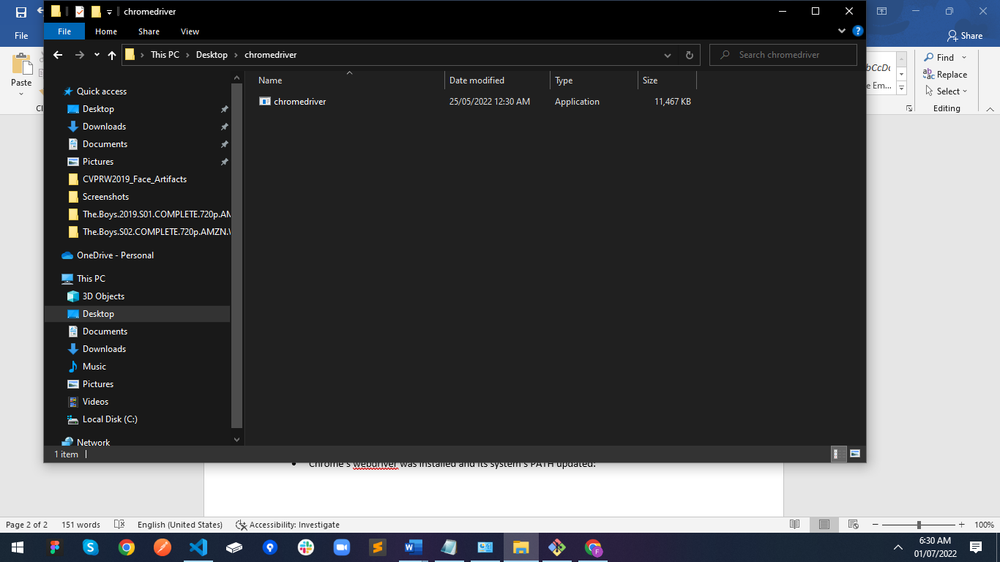 chromedriver
File
Share
File
Home
Share
View
This PC
Desktop
chromedriver
Search chromedriver
Paste
Find
Replace
Select
Editing
Name
Date modified
Type
Size
chromedriver
25/05/2022 12:30 AM
Application
11,467 KB
Quick access
Desktop
Downloads
Documents
Pictures
CVPRW2019_Face_Artifacts
Screenshots
The.Boys.2019.S01.COMPLETE.720p.AM
The.Boys.S02.COMPLETE.720p.AMZN.W
OneDrive - Personal
This PC
3D Objects
Desktop
Documents
Downloads
Music
Pictures
Videos
Local Disk (C:)
Network
1 item
Chrome's webdriver was installed and its system's PATH updated:
Page 2 of 2
151 words
English (United States)
Accessibility: Investigate
100%
6:30 AM
01/07/2022